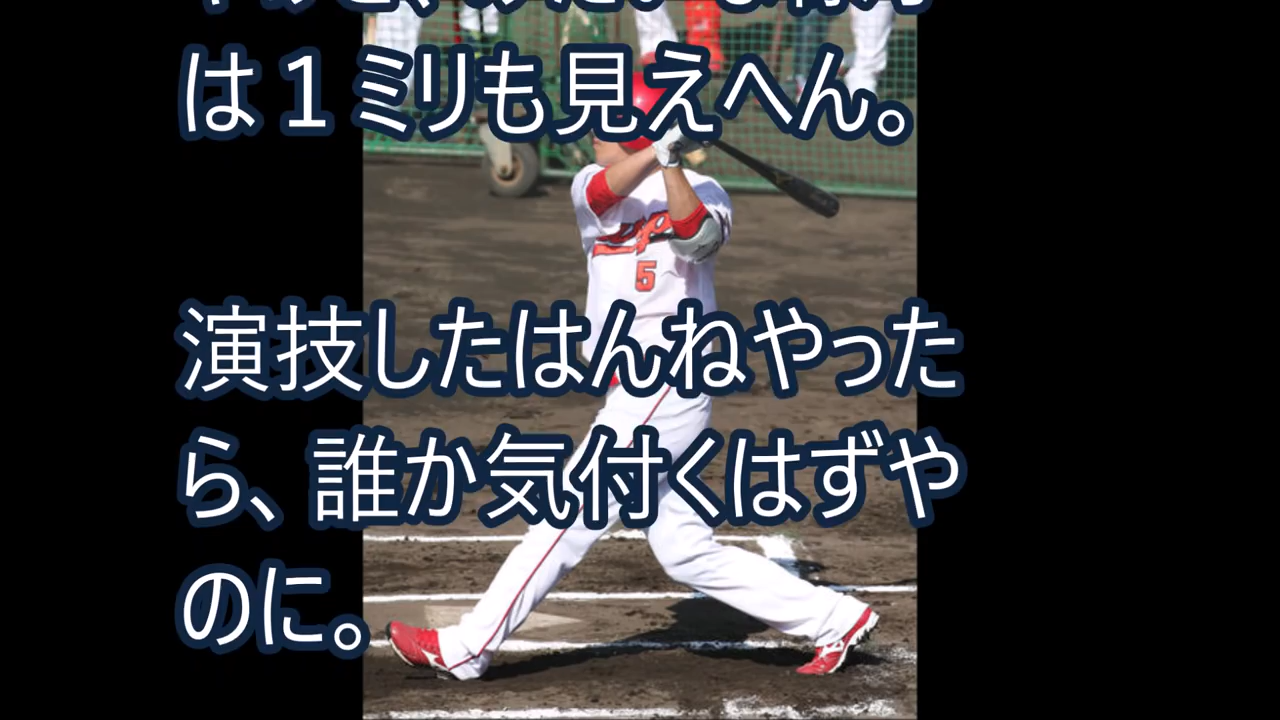 は１ミリも見えへん。
演技したはんねやった
ら、誰か気付くはずや
のに。
5